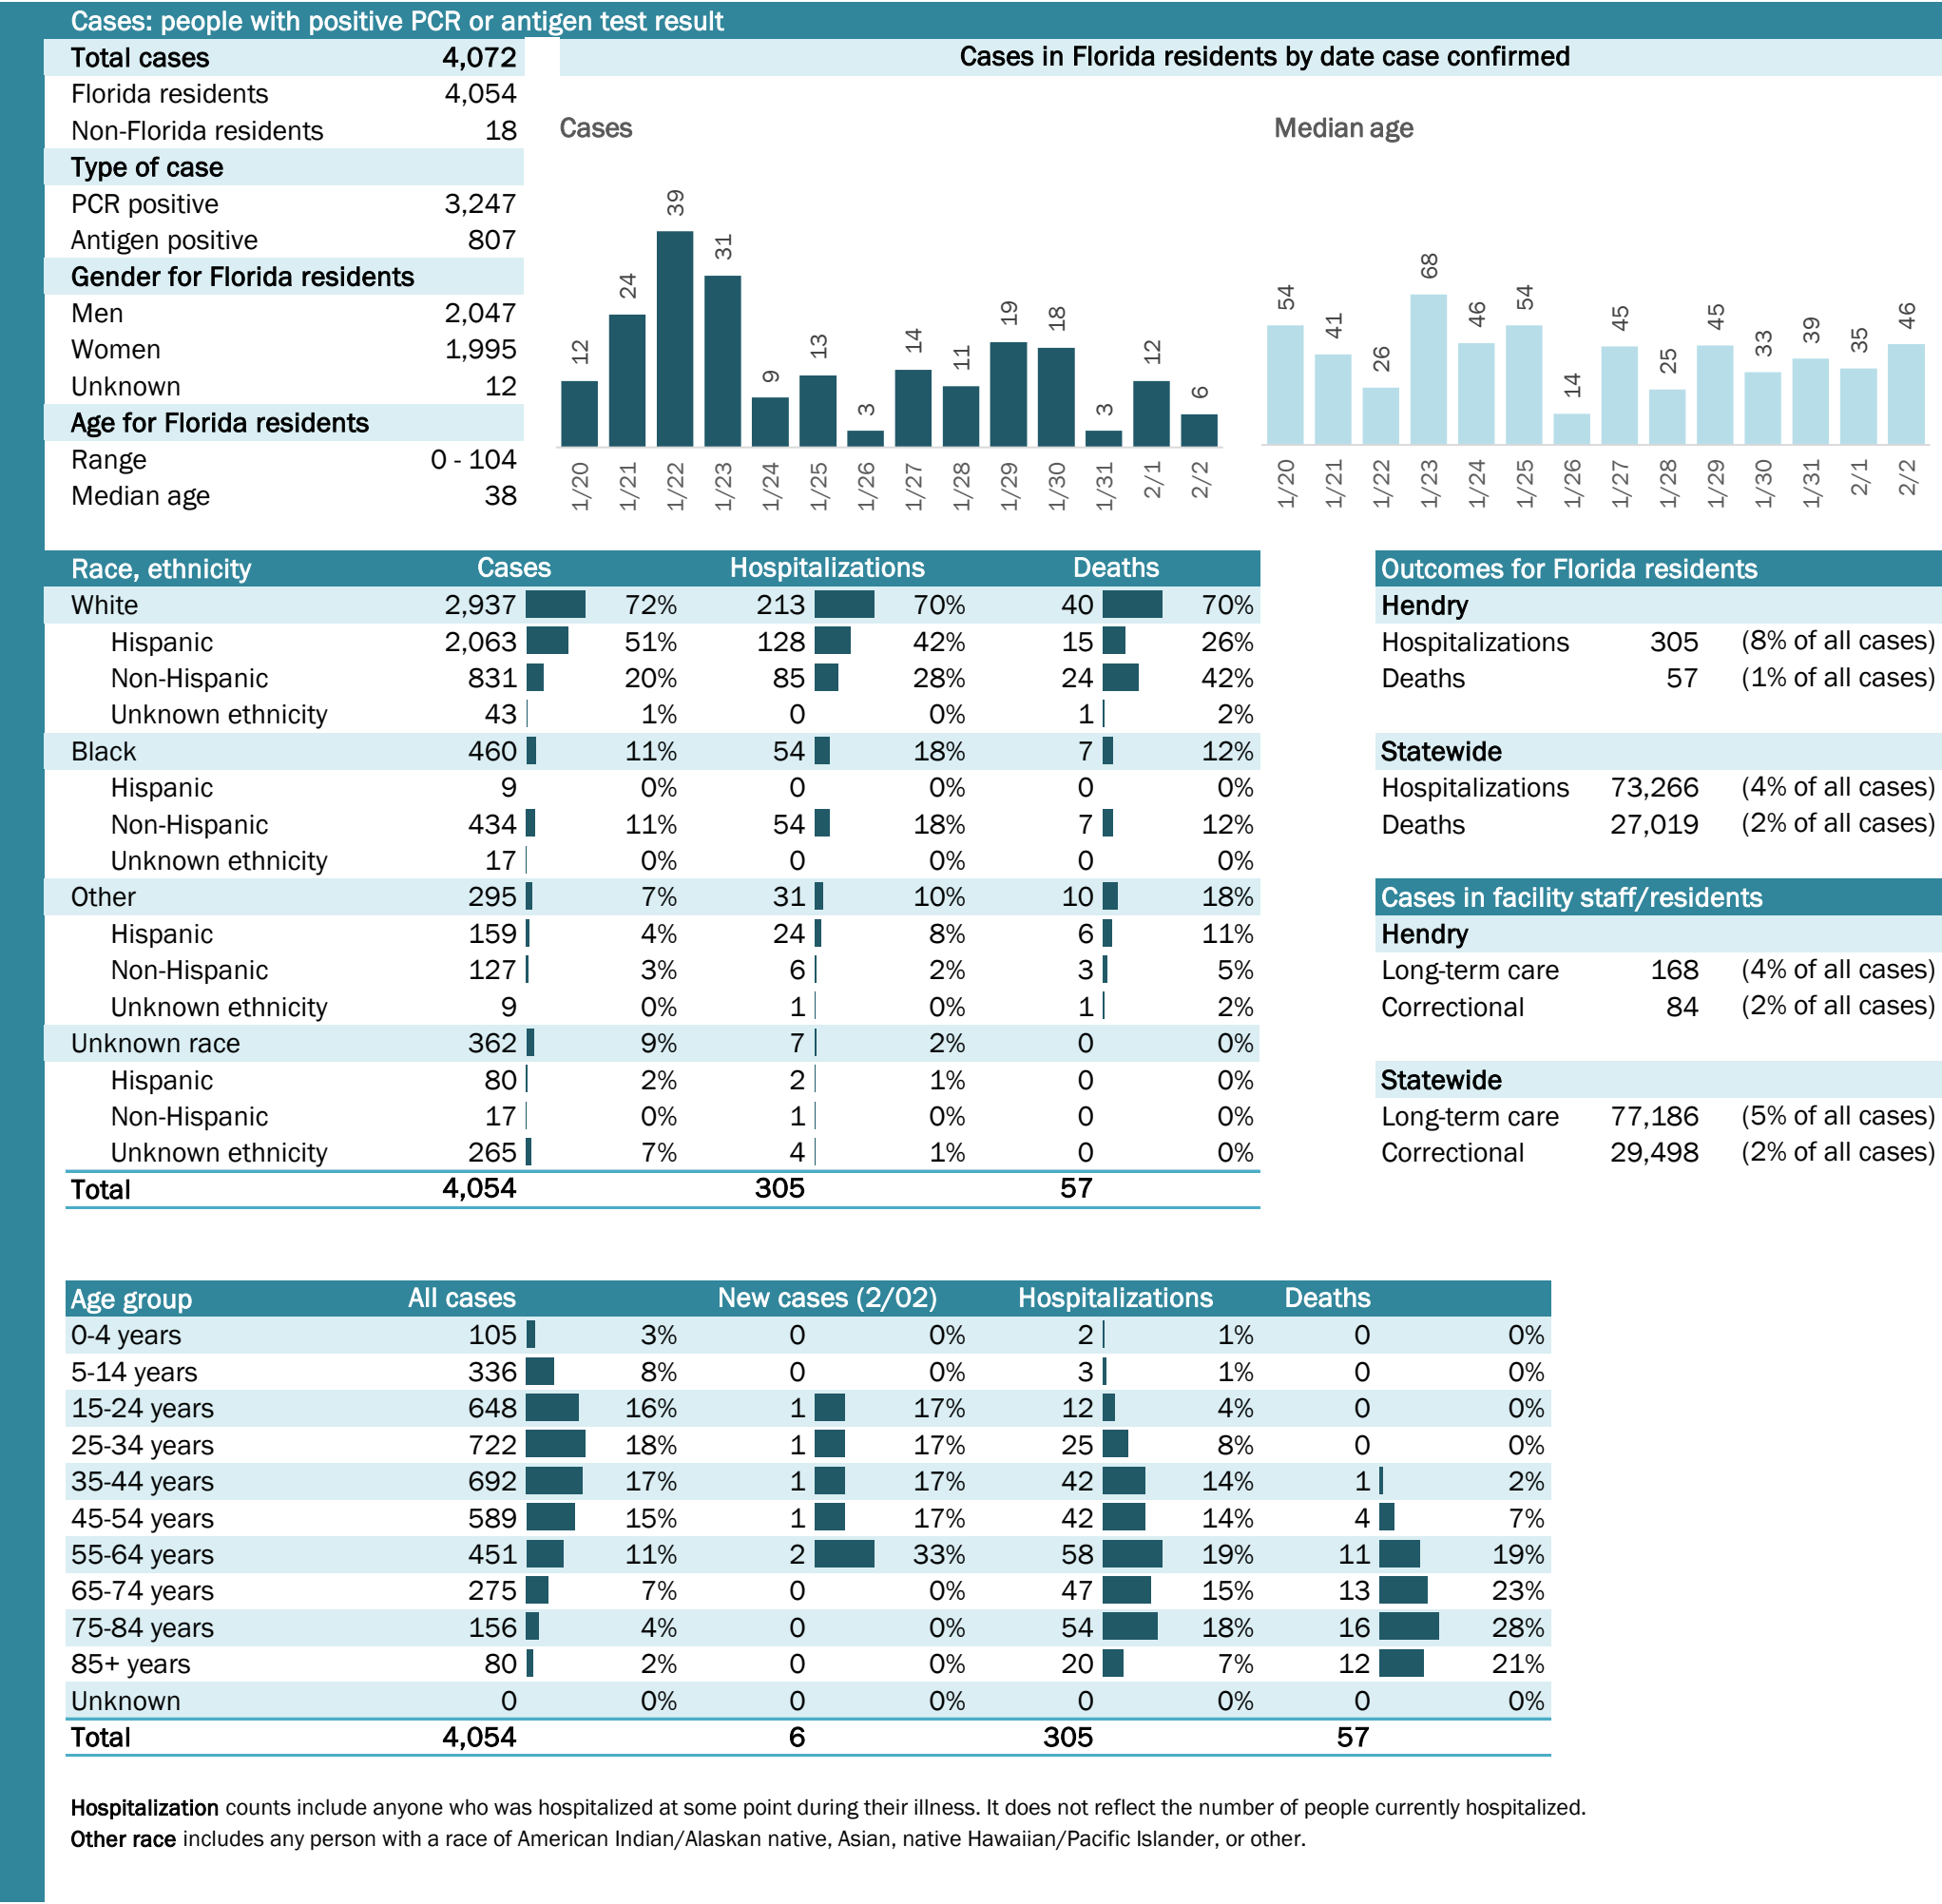 Cases: people with positive PCR or antigen test result
Total cases 4,072
Florida residents 4,054
Non-Florida residents 18
Type of case
PCR positive 3,247
Antigen positive 807
Gender for Florida residents
Men 2,047
Women 1,995
Unknown 12
Age for Florida residents
Range 0 - 104
Median age 38
Cases in Florida residents by date case confirmed
Cases
12 24 39 31 9 13 3 14 11 19 18 3 12 6
1/20 1/21 1/22 1/23 1/24 1/25 1/26 1/27 1/28 1/29 1/30 1/31 2/1 2/2
Median age
54 41 26 68 46 54 14 45 25 45 33 39 35 46
1/20 1/21 1/22 1/23 1/24 1/25 1/26 1/27 1/28 1/29 1/30 1/31 2/1 2/2
Race, ethnicity Cases Hospitalizations Deaths
White 2,937 72% 213 70% 40 70%
Hispanic 2,063 51% 128 42% 15 26%
Non-Hispanic 831 20% 85 28% 24 42%
Unknown ethnicity 43 1% 0 0% 1 2%
Black 460 11% 54 18% 7 12%
Hispanic 9 0% 0 0% 0 0%
Non-Hispanic 434 11% 54 18% 7 12%
Unknown ethnicity 17 0% 0 0% 0 0%
Other 295 7% 31 10% 10 18%
Hispanic 159 4% 24 8% 6 11%
Non-Hispanic 127 3% 6 2% 3 5%
Unknown ethnicity 9 0% 1 0% 1 2%
Unknown race 362 9% 7 2% 0 0%
Hispanic 80 2% 2 1% 0 0%
Non-Hispanic 17 0% 1 0% 0 0%
Unknown ethnicity 265 7% 4 1% 0 0%
Total 4,054 305 57
Outcomes for Florida residents
Hendry
Hospitalizations 305 (8% of all cases)
Deaths 57 (1% of all cases)
Statewide
Hospitalizations 73,266 (4% of all cases)
Deaths 27,019 (2% of all cases)
Cases in facility staff/residents
Hendry
Long-term care 168 (4% of all cases)
Correctional 84 (2% of all cases)
Statewide
Long-term care 77,186 (5% of all cases)
Correctional 29,498 (2% of all cases)
Age group All cases New cases (2/02) Hospitalizations Deaths
0-4 years 105 3% 0 0% 2 1% 0 0%
5-14 years 336 8% 0 0% 3 1% 0 0%
15-24 years 648 16% 1 17% 12 4% 0 0%
25-34 years 722 18% 1 17% 25 8% 0 0%
35-44 years 692 17% 1 17% 42 14% 1 2%
45-54 years 589 15% 1 17% 42 14% 4 7%
55-64 years 451 11% 2 33% 58 19% 11 19%
65-74 years 275 7% 0 0% 47 15% 13 23%
75-84 years 156 4% 0 0% 54 18% 16 28%
85+ years 80 2% 0 0% 20 7% 12 21%
Unknown 0 0% 0 0% 0 0% 0 0%
Total 4,054 6 305 57
Hospitalization counts include anyone who was hospitalized at some point during their illness. It does not reflect the number of people currently hospitalized.
Other race includes any person with a race of American Indian/Alaskan native, Asian, native Hawaiian/Pacific Islander, or other.